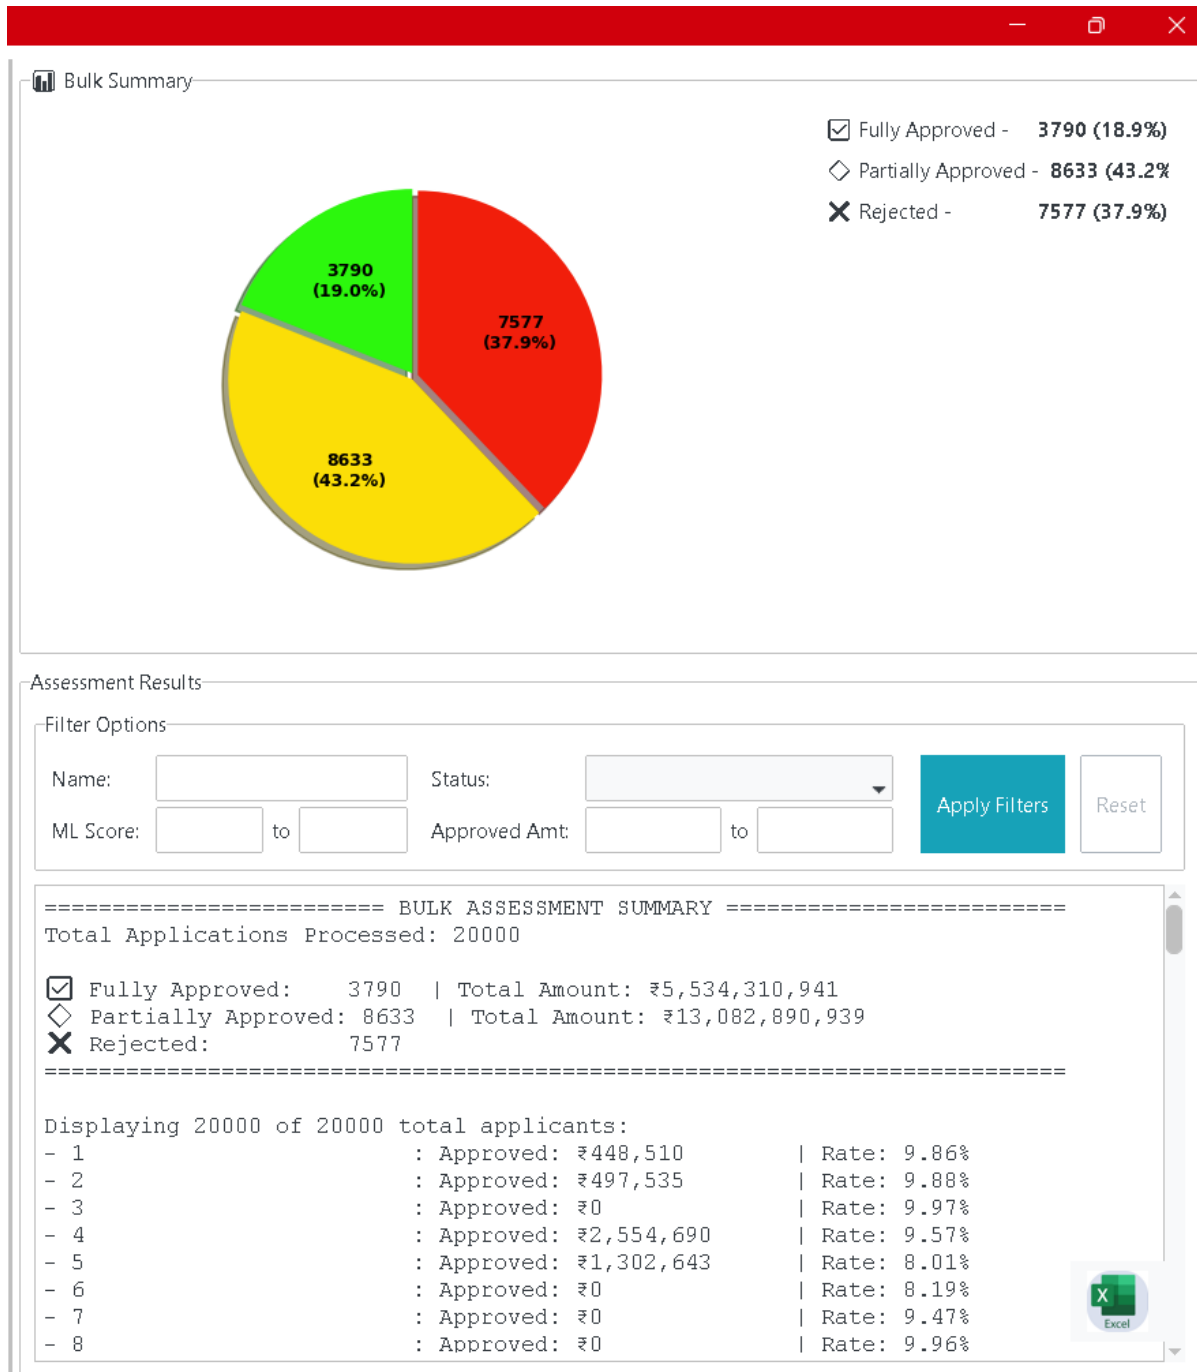 Bulk Summary
Fully Approved - 3790 (18.9%)
Partially Approved - 8633 (43.2%
Rejected - 7577 (37.9%)
3790
(19.0%)
7577
(37.9%)
8633
(43.2%)
Assessment Results
Filter Options
Name: Status:
Apply Filters Reset
ML Score: to Approved Amt: to
========================= BULK ASSESSMENT SUMMARY =========================
Total Applications Processed: 20000
Fully Approved: 3790 | Total Amount: ₹5,534,310,941
Partially Approved: 8633 | Total Amount: ₹13,082,890,939
Rejected: 7577
===========================================================================
Displaying 20000 of 20000 total applicants:
- 1 : Approved: ₹448,510 | Rate: 9.86%
- 2 : Approved: ₹497,535 | Rate: 9.88%
- 3 : Approved: ₹0 | Rate: 9.97%
- 4 : Approved: ₹2,554,690 | Rate: 9.57%
- 5 : Approved: ₹1,302,643 | Rate: 8.01%
- 6 : Approved: ₹0 | Rate: 8.19%
- 7 : Approved: ₹0 | Rate: 9.47%
- 8 : Approved: ₹0 | Rate: 9.96%
X
Excel